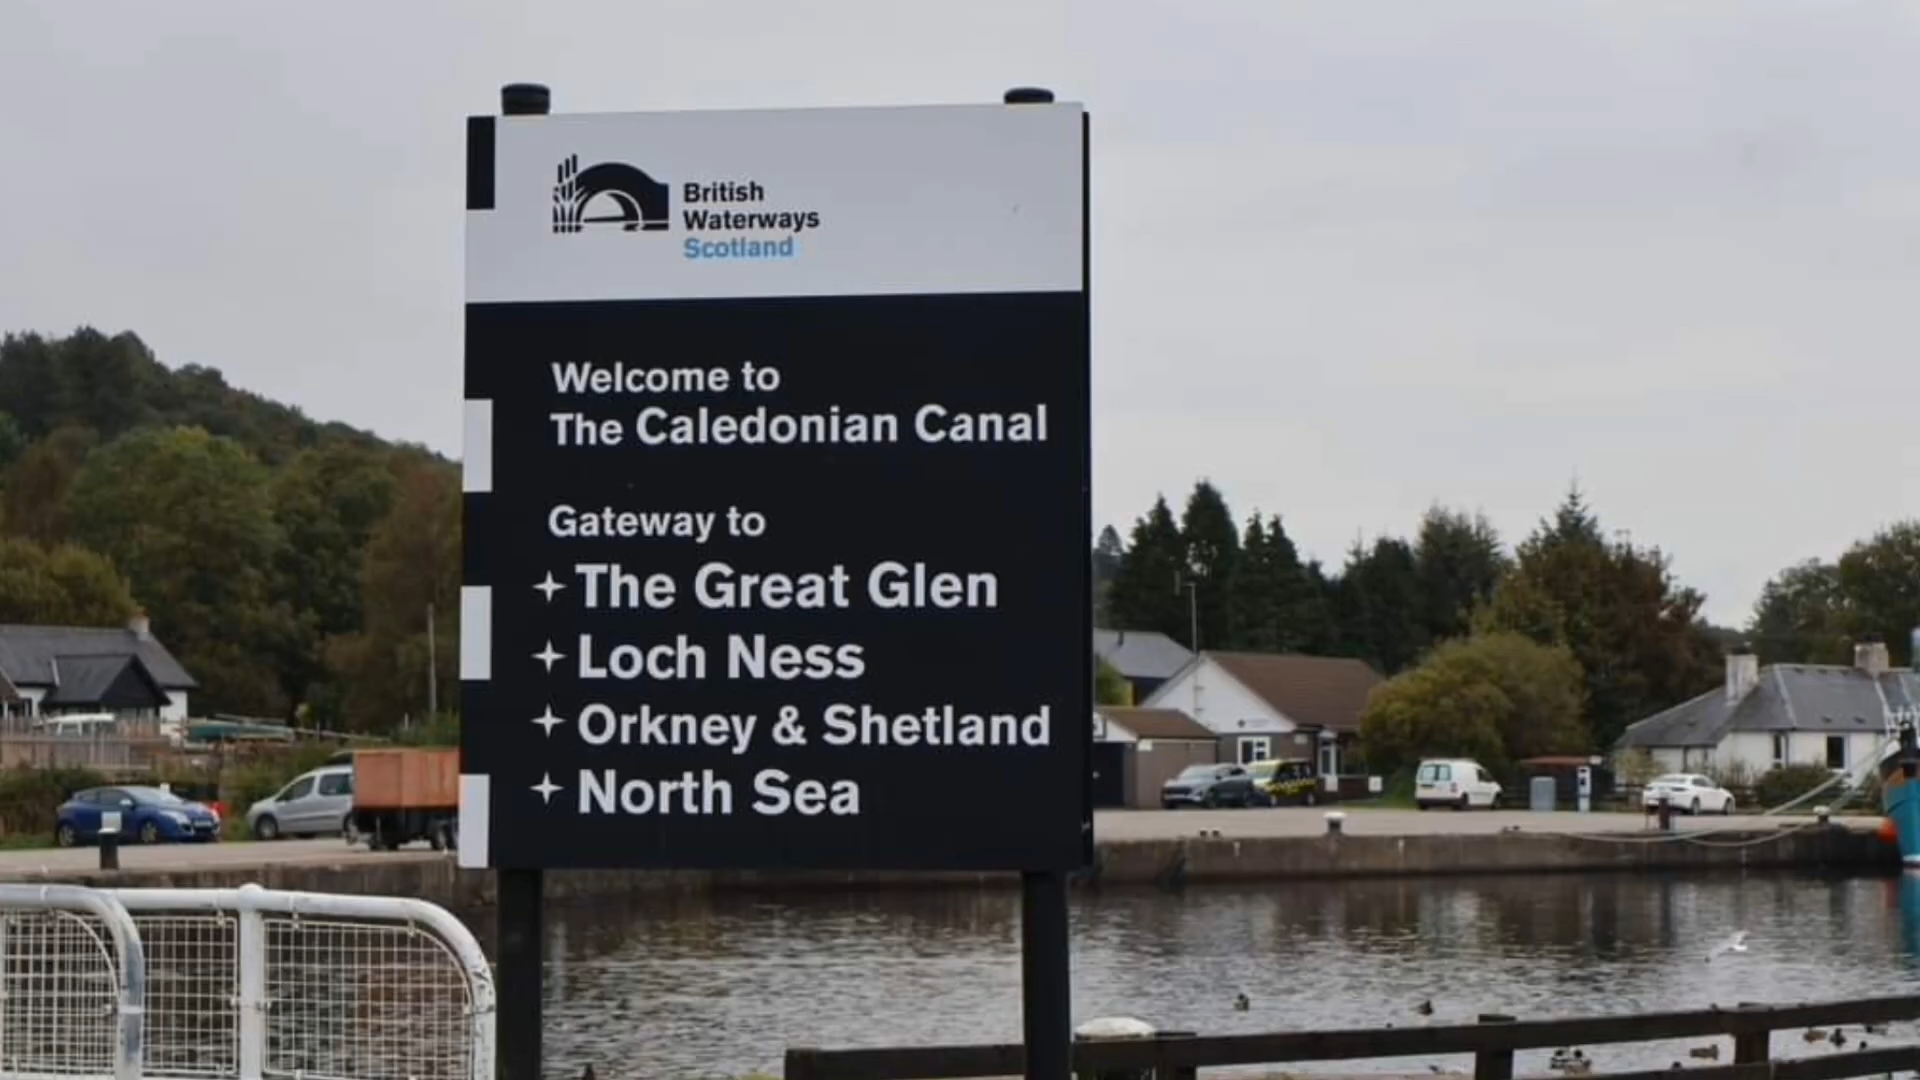 British
Waterways
Scotland
Welcome to
The Caledonian Canal
Gateway to
The Great Glen
Loch Ness
Orkney & Shetland
North Sea